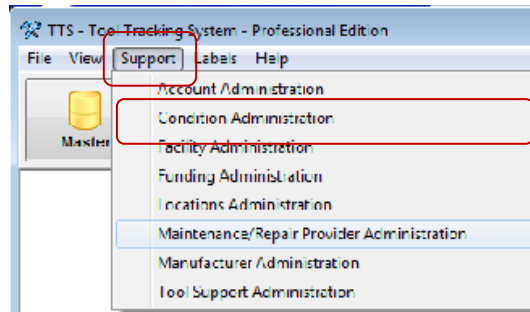 TTS - Tool Tracking System - Professional Edition
File View Support Labels Help
Master
Account Administration
Condition Administration
Facility Administration
Funding Administration
Locations Administration
Maintenance/Repair Provider Administration
Manufacturer Administration
Tool Support Administration